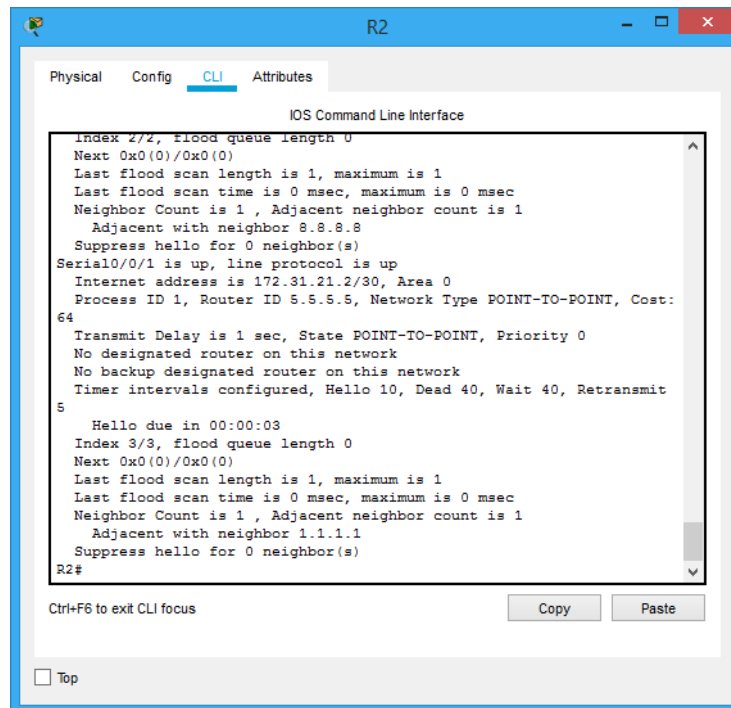 R2
Physical Config CLI Attributes
IOS Command Line Interface
Index 2/2, flood queue length 0
Next 0x0(0)/0x0(0)
Last flood scan length is 1, maximum is 1
Last flood scan time is 0 msec, maximum is 0 msec
Neighbor Count is 1 , Adjacent neighbor count is 1
Adjacent with neighbor 8.8.8.8
Suppress hello for 0 neighbor(s)
Serial0/0/1 is up, line protocol is up
Internet address is 172.31.21.2/30, Area 0
Process ID 1, Router ID 5.5.5.5, Network Type POINT-TO-POINT, Cost:
64
Transmit Delay is 1 sec, State POINT-TO-POINT, Priority 0
No designated router on this network
No backup designated router on this network
Timer intervals configured, Hello 10, Dead 40, Wait 40, Retransmit
5
Hello due in 00:00:03
Index 3/3, flood queue length 0
Next 0x0(0)/0x0(0)
Last flood scan length is 1, maximum is 1
Last flood scan time is 0 msec, maximum is 0 msec
Neighbor Count is 1 , Adjacent neighbor count is 1
Adjacent with neighbor 1.1.1.1
Suppress hello for 0 neighbor(s)
R2#
Ctrl+F6 to exit CLI focus
Copy Paste
Top